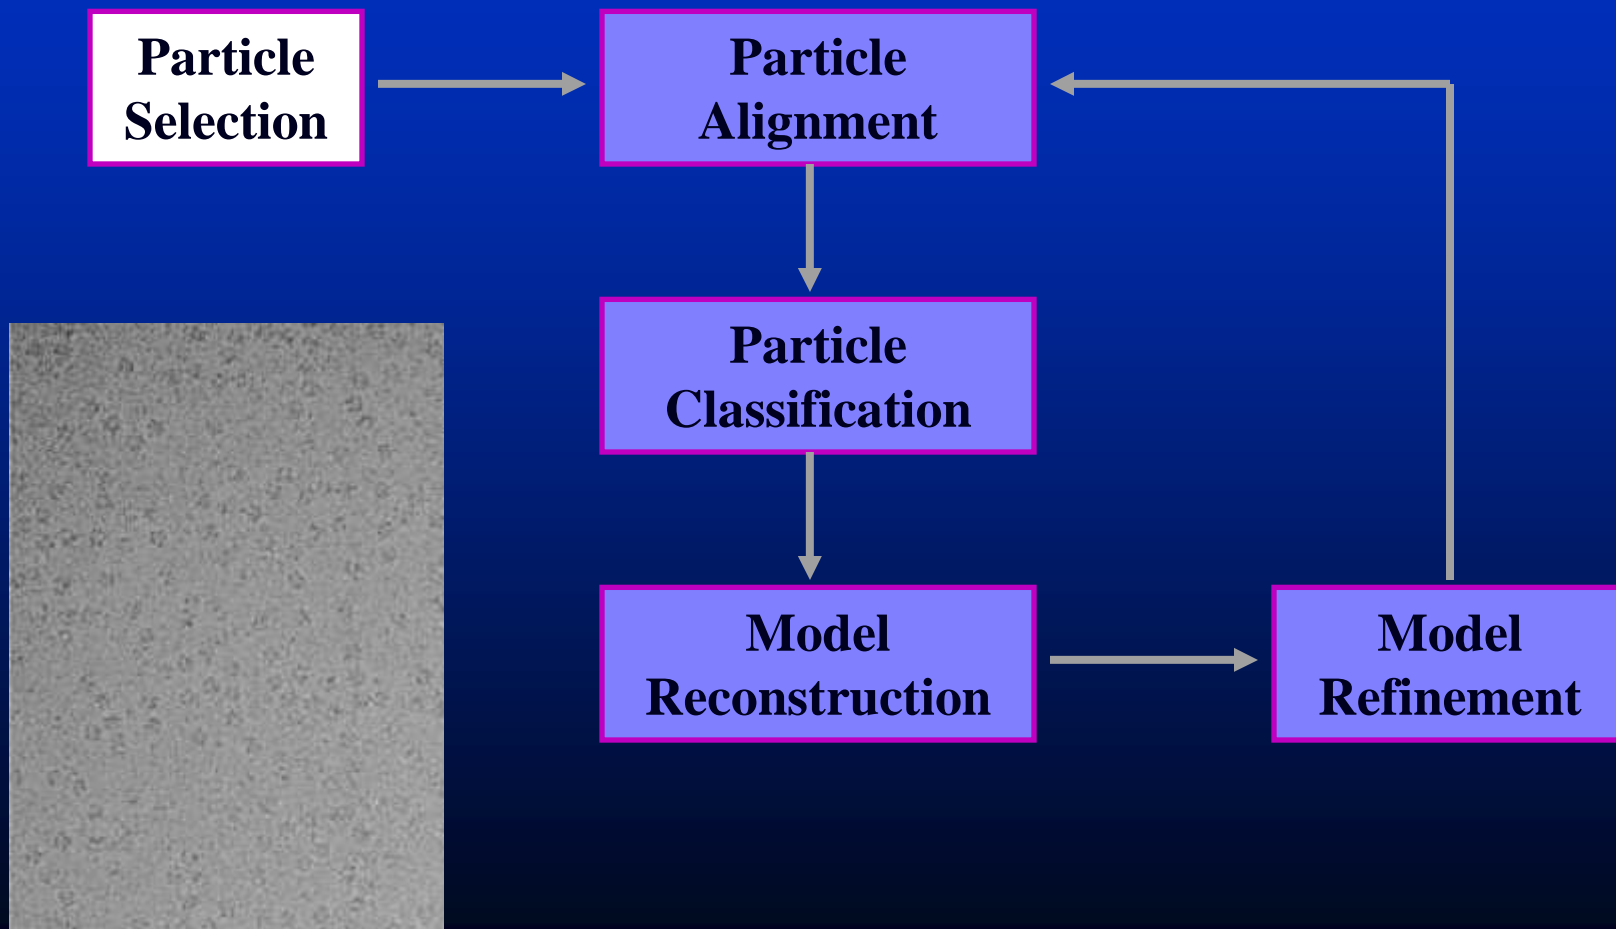 Particle
Selection
Particle
Alignment
Particle
Classification
Model
Reconstruction
Model
Refinement